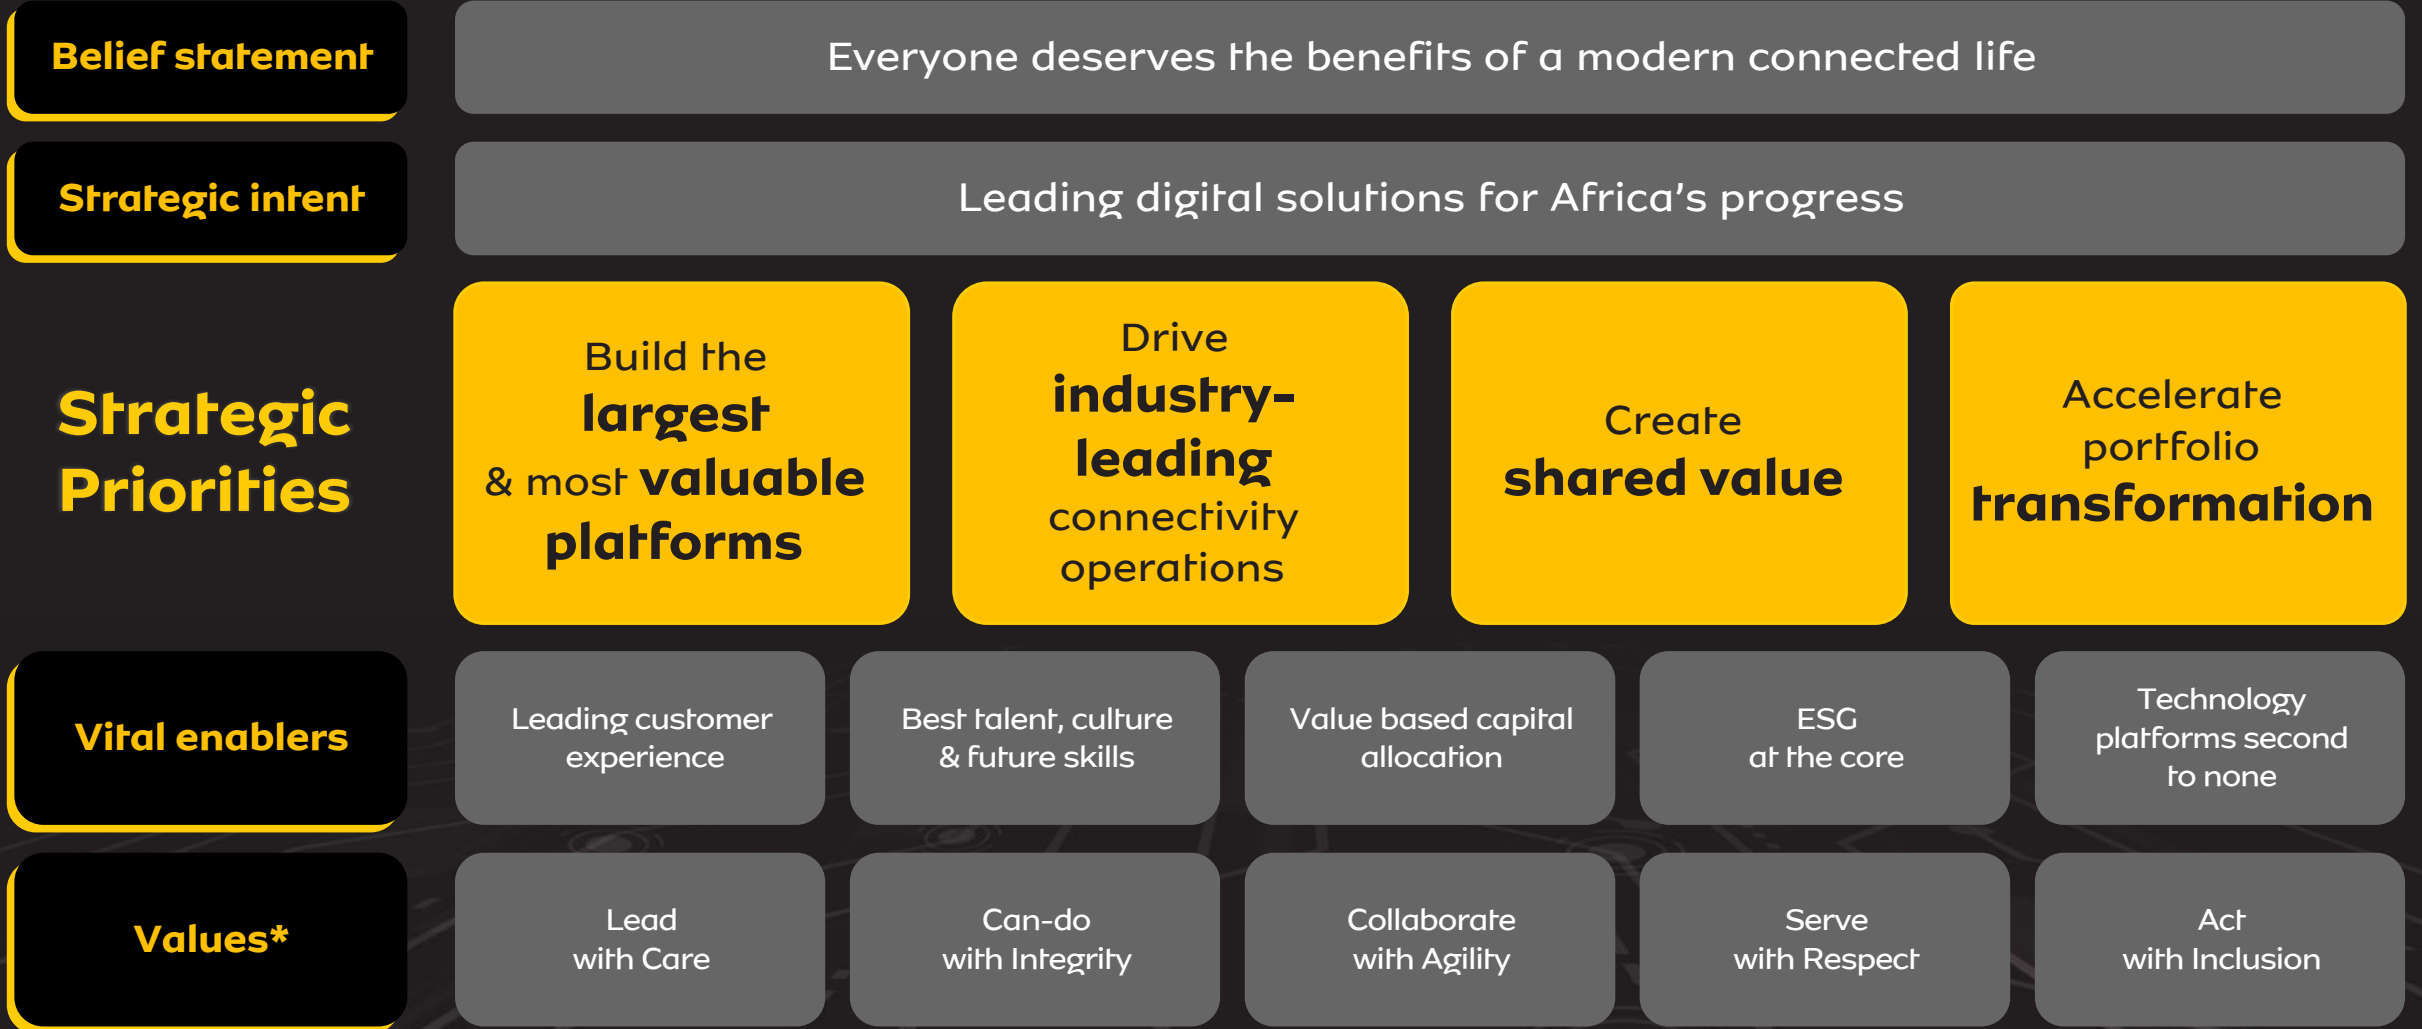 Belief statement
Everyone deserves the benefits of a modern connected life
Strategic intent
Leading digital solutions for Africa's progress
Strategic
Priorities
Build the
largest
& most valuable
platforms
Drive
industry-
leading
connectivity
operations
Create
shared value
Accelerate
portfolio
transformation
Vital enablers
Leading customer
experience
Best talent, culture
& future skills
Value based capital
allocation
ESG
at the core
Technology
platforms second
to none
Values*
Lead
with Care
Can-do
with Integrity
Collaborate
with Agility
Serve
with Respect
Act
with Inclusion